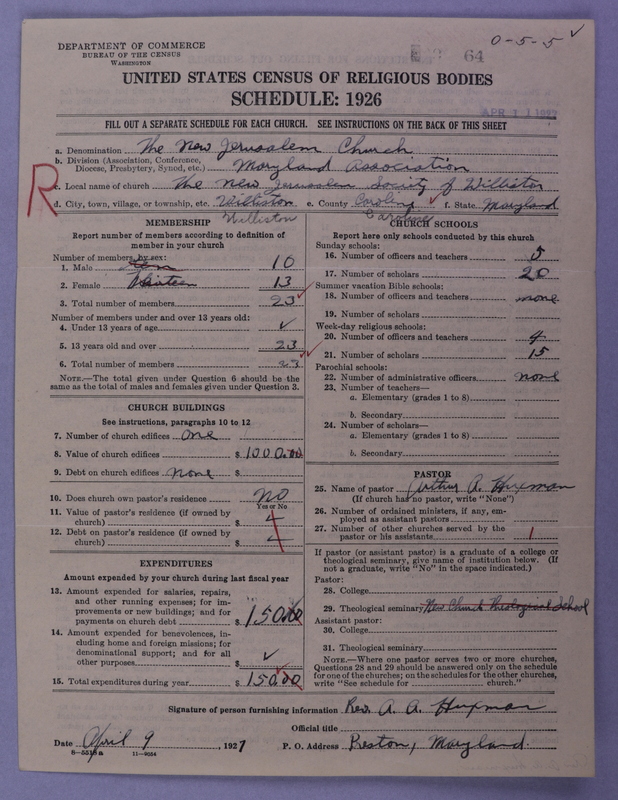 0-5-5 ✓
64
DEPARTMENT OF COMMERCE
BUREAU OF THE CENSUS
WASHINGTON
UNITED STATES CENSUS OF RELIGIOUS BODIES
SCHEDULE: 1926
FILL OUT A SEPARATE SCHEDULE FOR EACH CHURCH. SEE INSTRUCTIONS ON THE BACK OF THIS SHEET
a. Denomination The New Jerusalem Church
b. Division (Association, Conference, Diocese, Presbytery, Synod, etc.) Maryland Association
R
c. Local name of church The New Jerusalem Society of Williston
d. City, town, village, or township, etc. Williston e. County Caroline ✓ f. State Maryland
Williston Caroline
MEMBERSHIP
Report number of members according to definition of
member in your church
Number of members by sex:
1. Male Ten 10
2. Female Thirteen 13
3. Total number of members 23
Number of members under and over 13 years old:
4. Under 13 years of age ✓
5. 13 years old and over 23
6. Total number of members 23
NOTE.—The total given under Question 6 should be the
same as the total of males and females given under Question 3.
CHURCH BUILDINGS
See instructions, paragraphs 10 to 12
7. Number of church edifices one
8. Value of church edifices $ 1000.00
9. Debt on church edifices none $
10. Does church own pastor's residence? NO
Yes or No
11. Value of pastor's residence (if owned by
church) $
12. Debt on pastor's residence (if owned by
church) $
EXPENDITURES
Amount expended by your church during last fiscal year
13. Amount expended for salaries, repairs,
and other running expenses; for im-
provements or new buildings; and for
payments on church debt $ 150.00
14. Amount expended for benevolences, in-
cluding home and foreign missions; for
denominational support; and for all
other purposes $ ✓
15. Total expenditures during year $ 150.00
CHURCH SCHOOLS
Report here only schools conducted by this church
Sunday schools:
16. Number of officers and teachers 5
17. Number of scholars 20
Summer vacation Bible schools:
18. Number of officers and teachers none
19. Number of scholars
Week-day religious schools:
20. Number of officers and teachers 4
21. Number of scholars 15
Parochial schools:
22. Number of administrative officers none
23. Number of teachers—
a. Elementary (grades 1 to 8)
b. Secondary
24. Number of scholars—
a. Elementary (grades 1 to 8)
b. Secondary
PASTOR
25. Name of pastor Arthur A. Hinman
(If church has no pastor, write "None")
26. Number of ordained ministers, if any, em-
ployed as assistant pastors
27. Number of other churches served by the
pastor or his assistants 1
If pastor (or assistant pastor) is a graduate of a college or
theological seminary, give name of institution below. (If
not a graduate, write "No" in the space indicated.)
Pastor:
28. College
29. Theological seminary New Church Theological School
Assistant pastor:
30. College
31. Theological seminary
NOTE.—Where one pastor serves two or more churches,
Questions 28 and 29 should be answered only on the schedule
for one of the churches; on the schedules for the other churches,
write "See schedule for church."
Signature of person furnishing information Rev. A. A.
Official title
Date April 9, 1927 P. O. Address Preston, Maryland.
8-5518a 11-9054